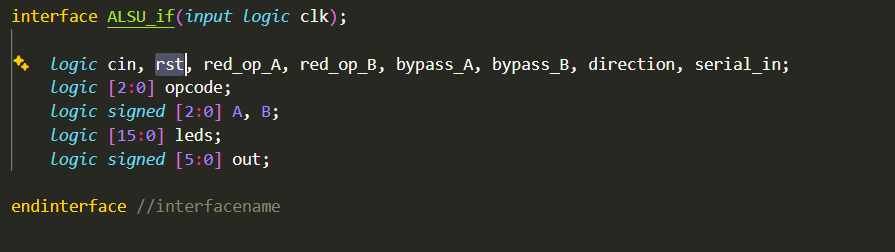 interface ALSU_if(input logic clk);
logic cin, rst, red_op_A, red_op_B, bypass_A, bypass_B, direction, serial_in;
logic [2:0] opcode;
logic signed [2:0] A, B;
logic [15:0] leds;
logic signed [5:0] out;
endinterface //interfacename